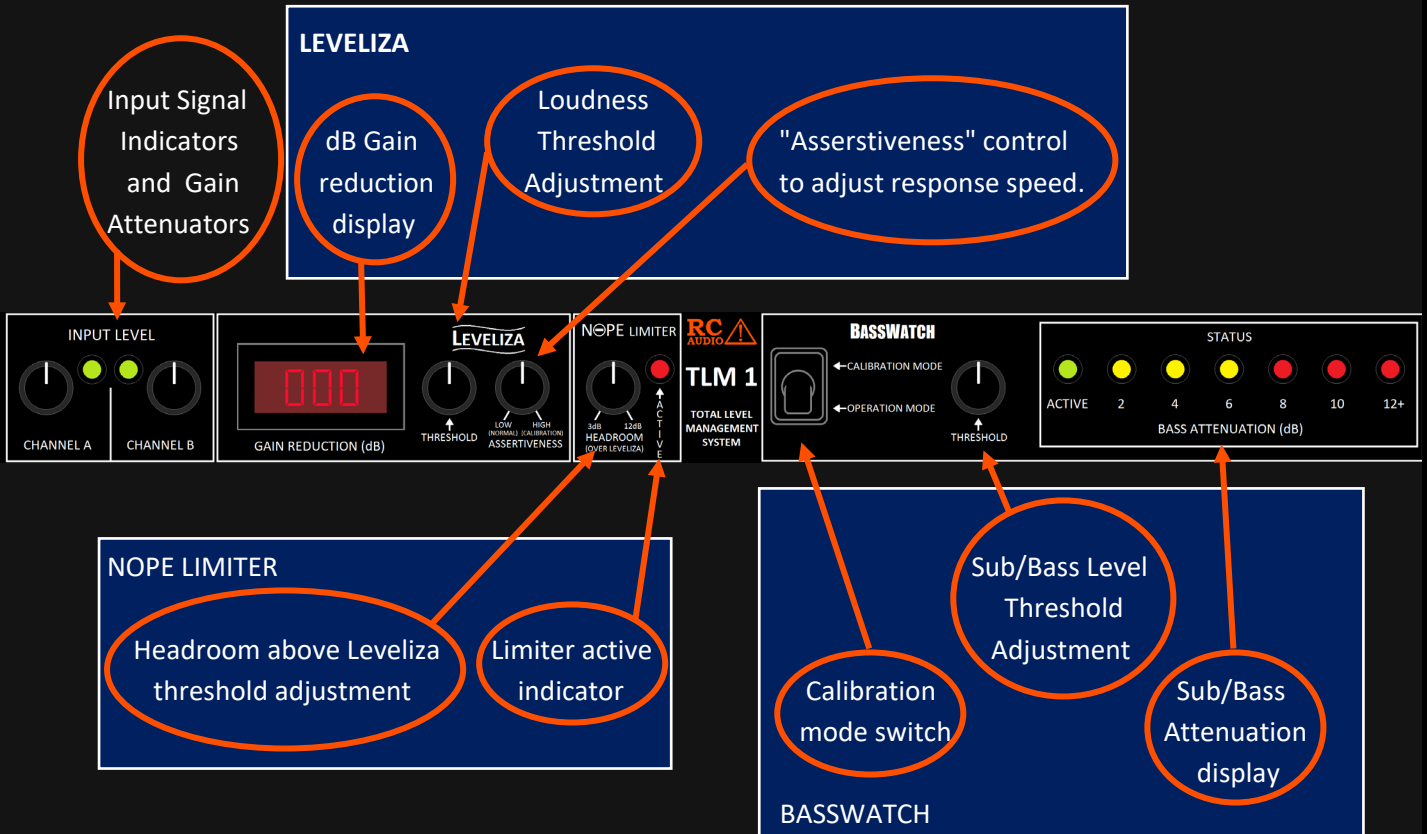 LEVELIZA
Input Signal
Indicators
and Gain
Attenuators
dB Gain
reduction
display
Loudness
Threshold
Adjustment
"Asserstiveness" control
to adjust response speed.
INPUT LEVEL
CHANNEL A
CHANNEL B
000
GAIN REDUCTION (dB)
LEVELIZA
THRESHOLD
LOW
(NORMAL)
HIGH
(CALIBRATION)
ASSERTIVENESS
NOPE LIMITER
3dB
12dB
HEADROOM
(OVER LEVELIZA)
ACTIVE
RC
AUDIO
TLM 1
TOTAL LEVEL
MANAGEMENT
SYSTEM
BASSWATCH
CALIBRATION MODE
OPERATION MODE
THRESHOLD
STATUS
ACTIVE 2 4 6 8 10 12+
BASS ATTENUATION (dB)
NOPE LIMITER
Headroom above Leveliza
threshold adjustment
Limiter active
indicator
Sub/Bass Level
Threshold
Adjustment
Calibration
mode switch
Sub/Bass
Attenuation
display
BASSWATCH